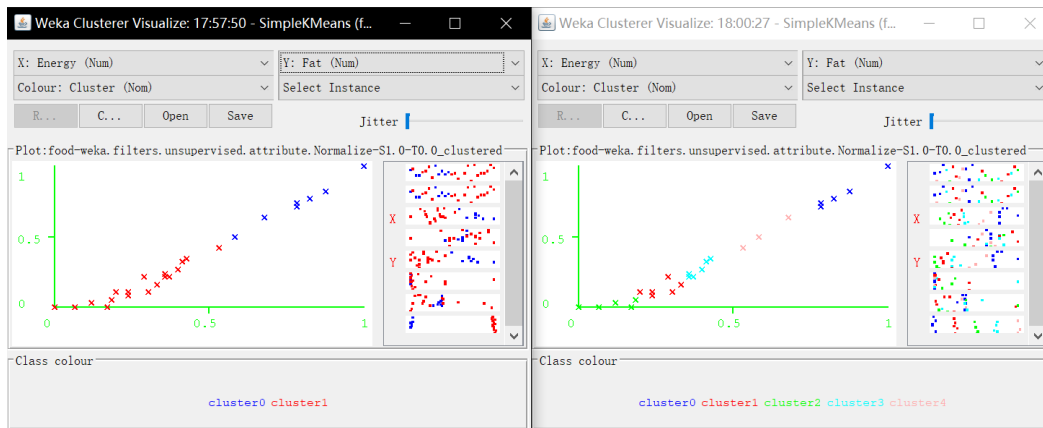 Weka Clusterer Visualize: 17:57:50 - SimpleKMeans (f...
X: Energy (Num)
Y: Fat (Num)
Colour: Cluster (Nom)
Select Instance
R...
C...
Open
Save
Jitter
Plot:food-weka.filters.unsupervised.attribute.Normalize-S1.0-T0.0_clustered
1
X
0.5
Y
0
0
0.5
1
Class colour
cluster0 cluster1
Weka Clusterer Visualize: 18:00:27 - SimpleKMeans (f...
X: Energy (Num)
Y: Fat (Num)
Colour: Cluster (Nom)
Select Instance
R...
C...
Open
Save
Jitter
Plot:food-weka.filters.unsupervised.attribute.Normalize-S1.0-T0.0_clustered
1
X
0.5
Y
0
0
0.5
1
Class colour
cluster0 cluster1 cluster2 cluster3 cluster4